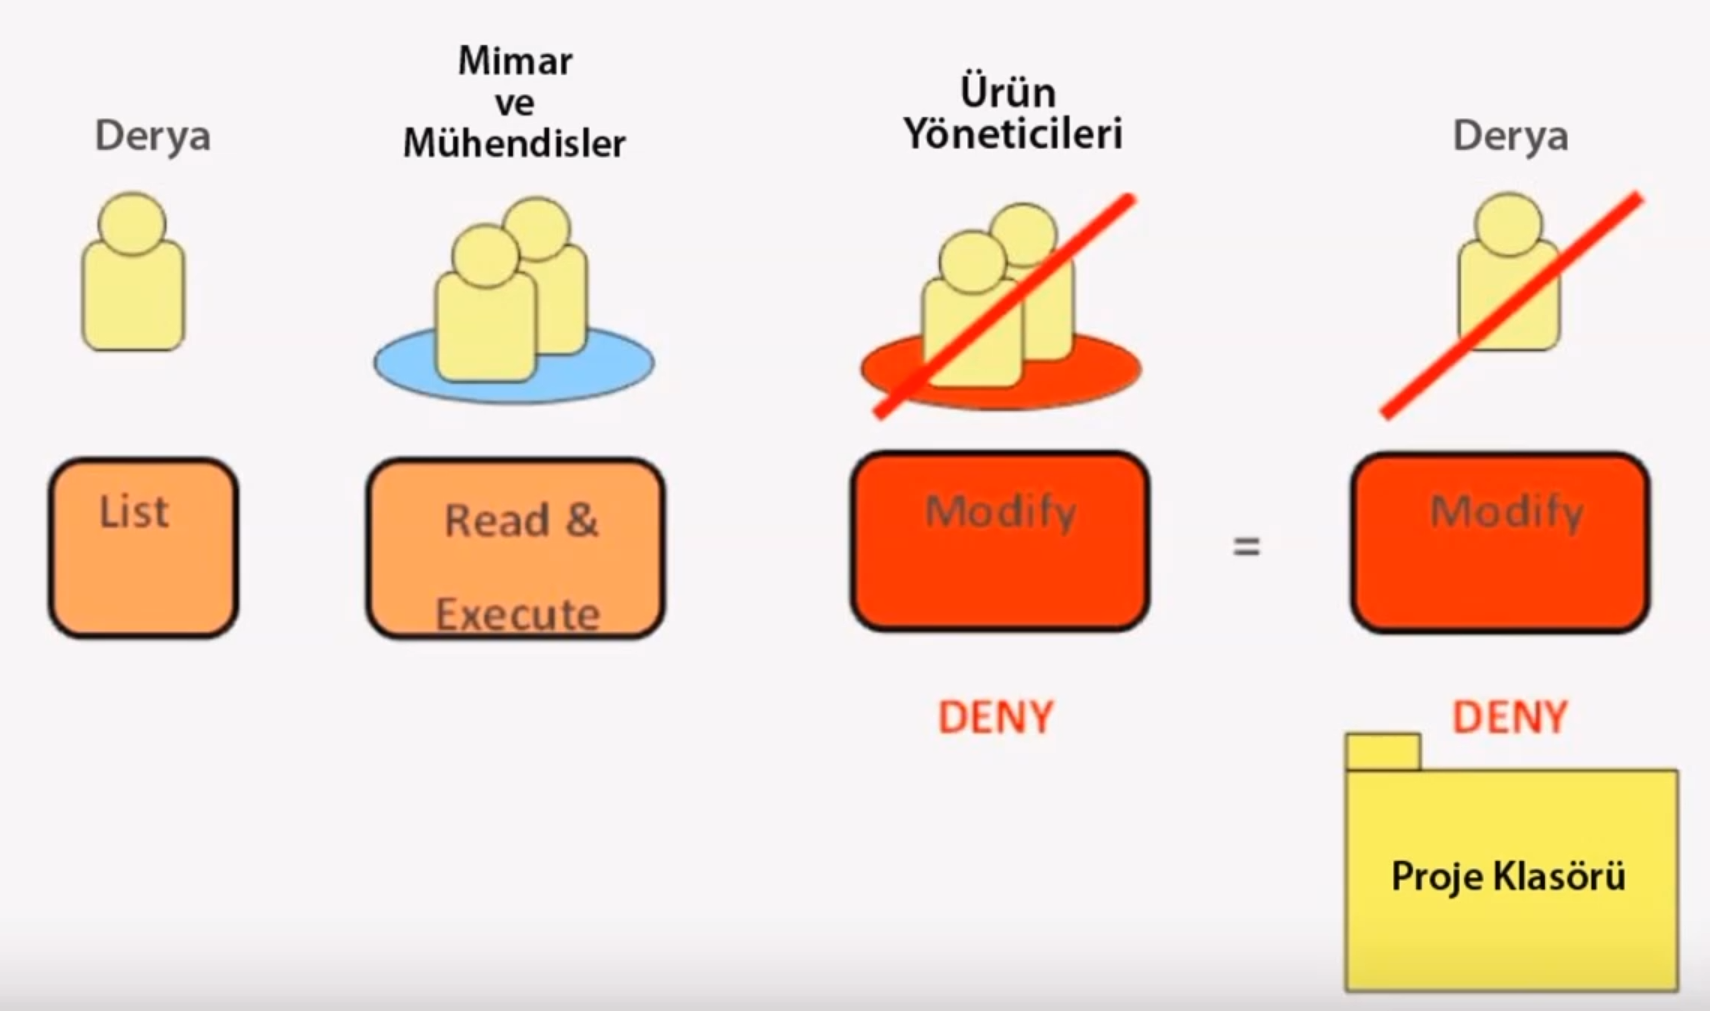 Derya
Mimar
ve
Mühendisler
Ürün
Yöneticileri
Derya
List
Read &
Execute
Modify
=
Modify
DENY
DENY
Proje Klasörü